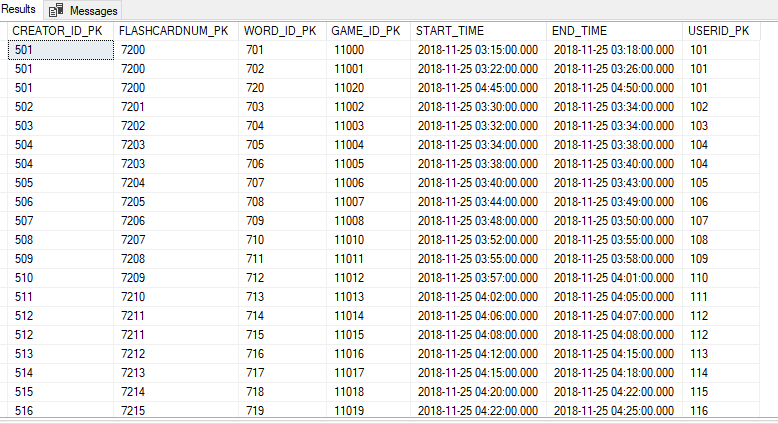 Results Messages
CREATOR_ID_PK FLASHCARDNUM_PK WORD_ID_PK GAME_ID_PK START_TIME END_TIME USERID_PK
501 7200 701 11000 2018-11-25 03:15:00.000 2018-11-25 03:18:00.000 101
501 7200 702 11001 2018-11-25 03:22:00.000 2018-11-25 03:26:00.000 101
501 7200 720 11020 2018-11-25 04:45:00.000 2018-11-25 04:50:00.000 101
502 7201 703 11002 2018-11-25 03:30:00.000 2018-11-25 03:34:00.000 102
503 7202 704 11003 2018-11-25 03:32:00.000 2018-11-25 03:34:00.000 103
504 7203 705 11004 2018-11-25 03:34:00.000 2018-11-25 03:38:00.000 104
504 7203 706 11005 2018-11-25 03:38:00.000 2018-11-25 03:40:00.000 104
505 7204 707 11006 2018-11-25 03:40:00.000 2018-11-25 03:43:00.000 105
506 7205 708 11007 2018-11-25 03:44:00.000 2018-11-25 03:49:00.000 106
507 7206 709 11008 2018-11-25 03:48:00.000 2018-11-25 03:50:00.000 107
508 7207 710 11010 2018-11-25 03:52:00.000 2018-11-25 03:55:00.000 108
509 7208 711 11011 2018-11-25 03:55:00.000 2018-11-25 03:58:00.000 109
510 7209 712 11012 2018-11-25 03:57:00.000 2018-11-25 04:01:00.000 110
511 7210 713 11013 2018-11-25 04:02:00.000 2018-11-25 04:05:00.000 111
512 7211 714 11014 2018-11-25 04:06:00.000 2018-11-25 04:07:00.000 112
512 7211 715 11015 2018-11-25 04:08:00.000 2018-11-25 04:08:00.000 112
513 7212 716 11016 2018-11-25 04:12:00.000 2018-11-25 04:15:00.000 113
514 7213 717 11017 2018-11-25 04:15:00.000 2018-11-25 04:18:00.000 114
515 7214 718 11018 2018-11-25 04:20:00.000 2018-11-25 04:22:00.000 115
516 7215 719 11019 2018-11-25 04:22:00.000 2018-11-25 04:25:00.000 116